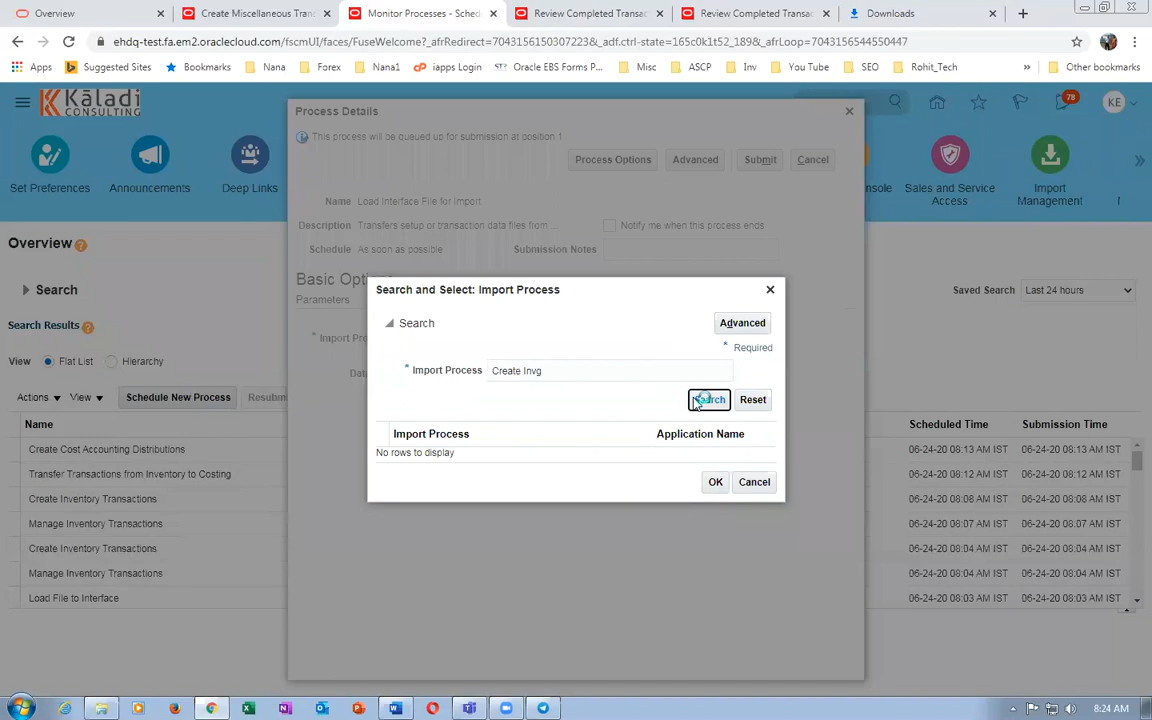 Overview
Create Miscellaneous Tran
Monitor Processes - Sched
Review Completed Transac
Review Completed Transac
Downloads
ehdq-test.fa.em2.oraclecloud.com/fscmUI/faces/FuseWelcome?_afrRedirect=7043156150307223&_adf.ctrl-state=165c0k1t52_189&_afrLoop=7043156544550447
Apps
Suggested Sites
Bookmarks
Nana
Forex
Nana1
iapps Login
Oracle EBS Forms P...
Misc
ASCP
Inv
You Tube
SEO
Rohit_Tech
»
Other bookmarks
Kāladi
CONSULTING
78
KE
Set Preferences
Announcements
Deep Links
nsole
Sales and Service Access
Import Management
Process Details
This process will be queued up for submission at position 1
Process Options
Advanced
Submit
Cancel
Name Load Interface File for Import
Description Transfers setup or transaction data files from ...
Notify me when this process ends
Schedule As soon as possible
Submission Notes
Basic Opti
Parameters
* Import Pro
Dat
Overview
Search
Saved Search Last 24 hours
Search Results
View Flat List Hierarchy
Actions View Schedule New Process Resubm
Name
Scheduled Time
Submission Time
Create Cost Accounting Distributions 06-24-20 08:13 AM IST 06-24-20 08:13 AM IST
Transfer Transactions from Inventory to Costing 06-24-20 08:13 AM IST 06-24-20 08:13 AM IST
Create Inventory Transactions 06-24-20 08:08 AM IST 06-24-20 08:08 AM IST
Manage Inventory Transactions 06-24-20 08:07 AM IST 06-24-20 08:07 AM IST
Create Inventory Transactions 06-24-20 08:04 AM IST 06-24-20 08:04 AM IST
Manage Inventory Transactions 06-24-20 08:04 AM IST 06-24-20 08:04 AM IST
Load File to Interface 06-24-20 08:03 AM IST 06-24-20 08:03 AM IST
Search and Select: Import Process
Search
Advanced
* Required
* Import Process Create Invg
Search
Reset
Import Process
Application Name
No rows to display
OK
Cancel
8:24 AM